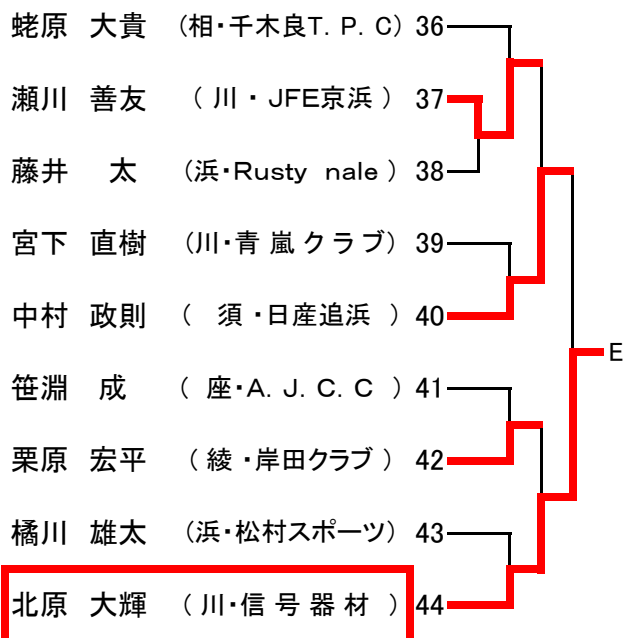 蛯原 大貴 (相・千木良T.P.C) 36
瀬川 善友 (川・JFE京浜) 37
藤井 太 (浜・Rusty nale) 38
宮下 直樹 (川・青嵐クラブ) 39
中村 政則 (須・日産追浜) 40
E
笹淵 成 (座・A.J.C.C) 41
栗原 宏平 (綾・岸田クラブ) 42
橘川 雄太 (浜・松村スポーツ) 43
北原 大輝 (川・信号器材) 44